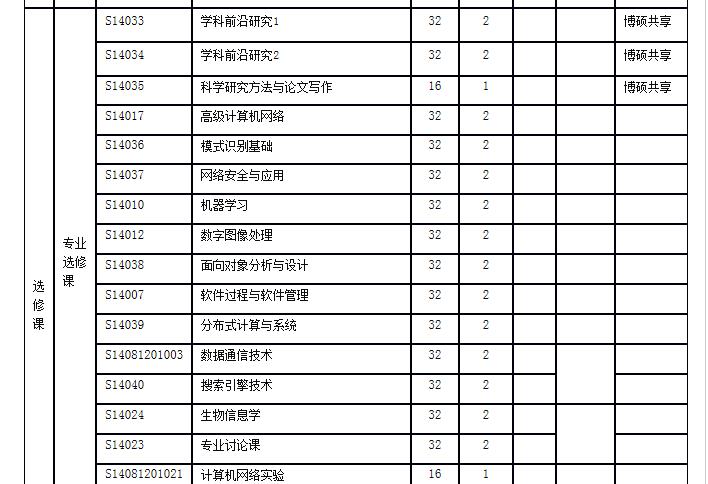 S14033 学科前沿研究1 32 2 博硕共享
S14034 学科前沿研究2 32 2 博硕共享
S14035 科学研究方法与论文写作 16 1 博硕共享
S14017 高级计算机网络 32 2
S14036 模式识别基础 32 2
S14037 网络安全与应用 32 2
S14010 机器学习 32 2
S14012 数字图像处理 32 2
专业
选修
课
S14038 面向对象分析与设计 32 2
选
修
课
S14007 软件过程与软件管理 32 2
S14039 分布式计算与系统 32 2
S14081201003 数据通信技术 32 2
S14040 搜索引擎技术 32 2
S14024 生物信息学 32 2
S14023 专业讨论课 32 2
S14081201021 计算机网络实验 16 1